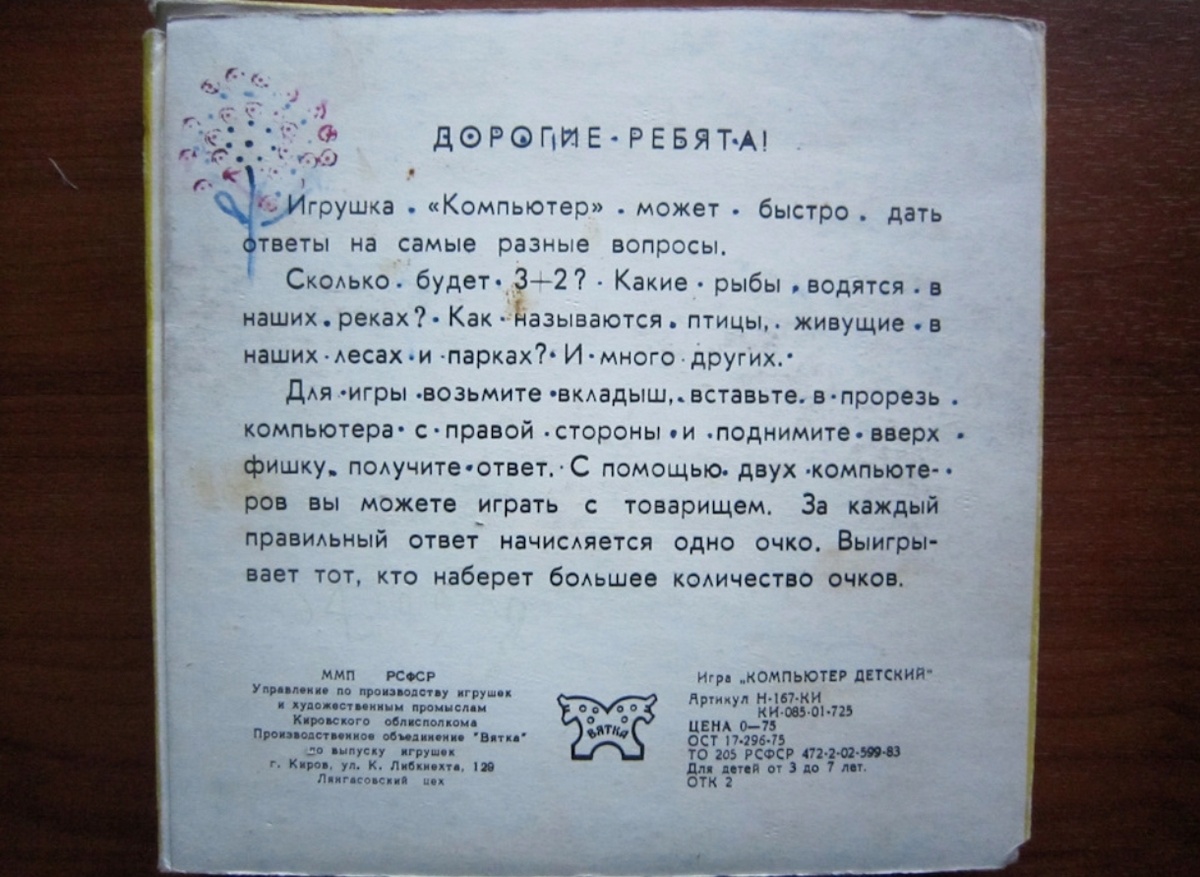 ДОРОГИЕ РЕБЯТА!
Игрушка «Компьютер» может быстро дать
ответы на самые разные вопросы.
Сколько будет 3+2? Какие рыбы водятся в
наших реках? Как называются птицы, живущие в
наших лесах и парках? И много других.
Для игры возьмите вкладыш, вставьте в прорезь
компьютера с правой стороны и поднимите вверх
фишку, получите ответ. С помощью двух компьюте-
ров вы можете играть с товарищем. За каждый
правильный ответ начисляется одно очко. Выигры-
вает тот, кто наберет большее количество очков.
ММП РСФСР
Управление по производству игрушек
и художественным промыслам
Кировского облисполкома
Производственное объединение "Вятка"
по выпуску игрушек
г. Киров, ул. К. Либкнехта, 129
Лянгасовский цех
ВЯТКА
Игра „КОМПЬЮТЕР ДЕТСКИЙ"
Артикул Н-167-КИ
КИ-085-01-725
ЦЕНА 0—75
ОСТ 17-296-75
ТО 205 РСФСР 472-2-02-599-83
Для детей от 3 до 7 лет.
ОТК 2